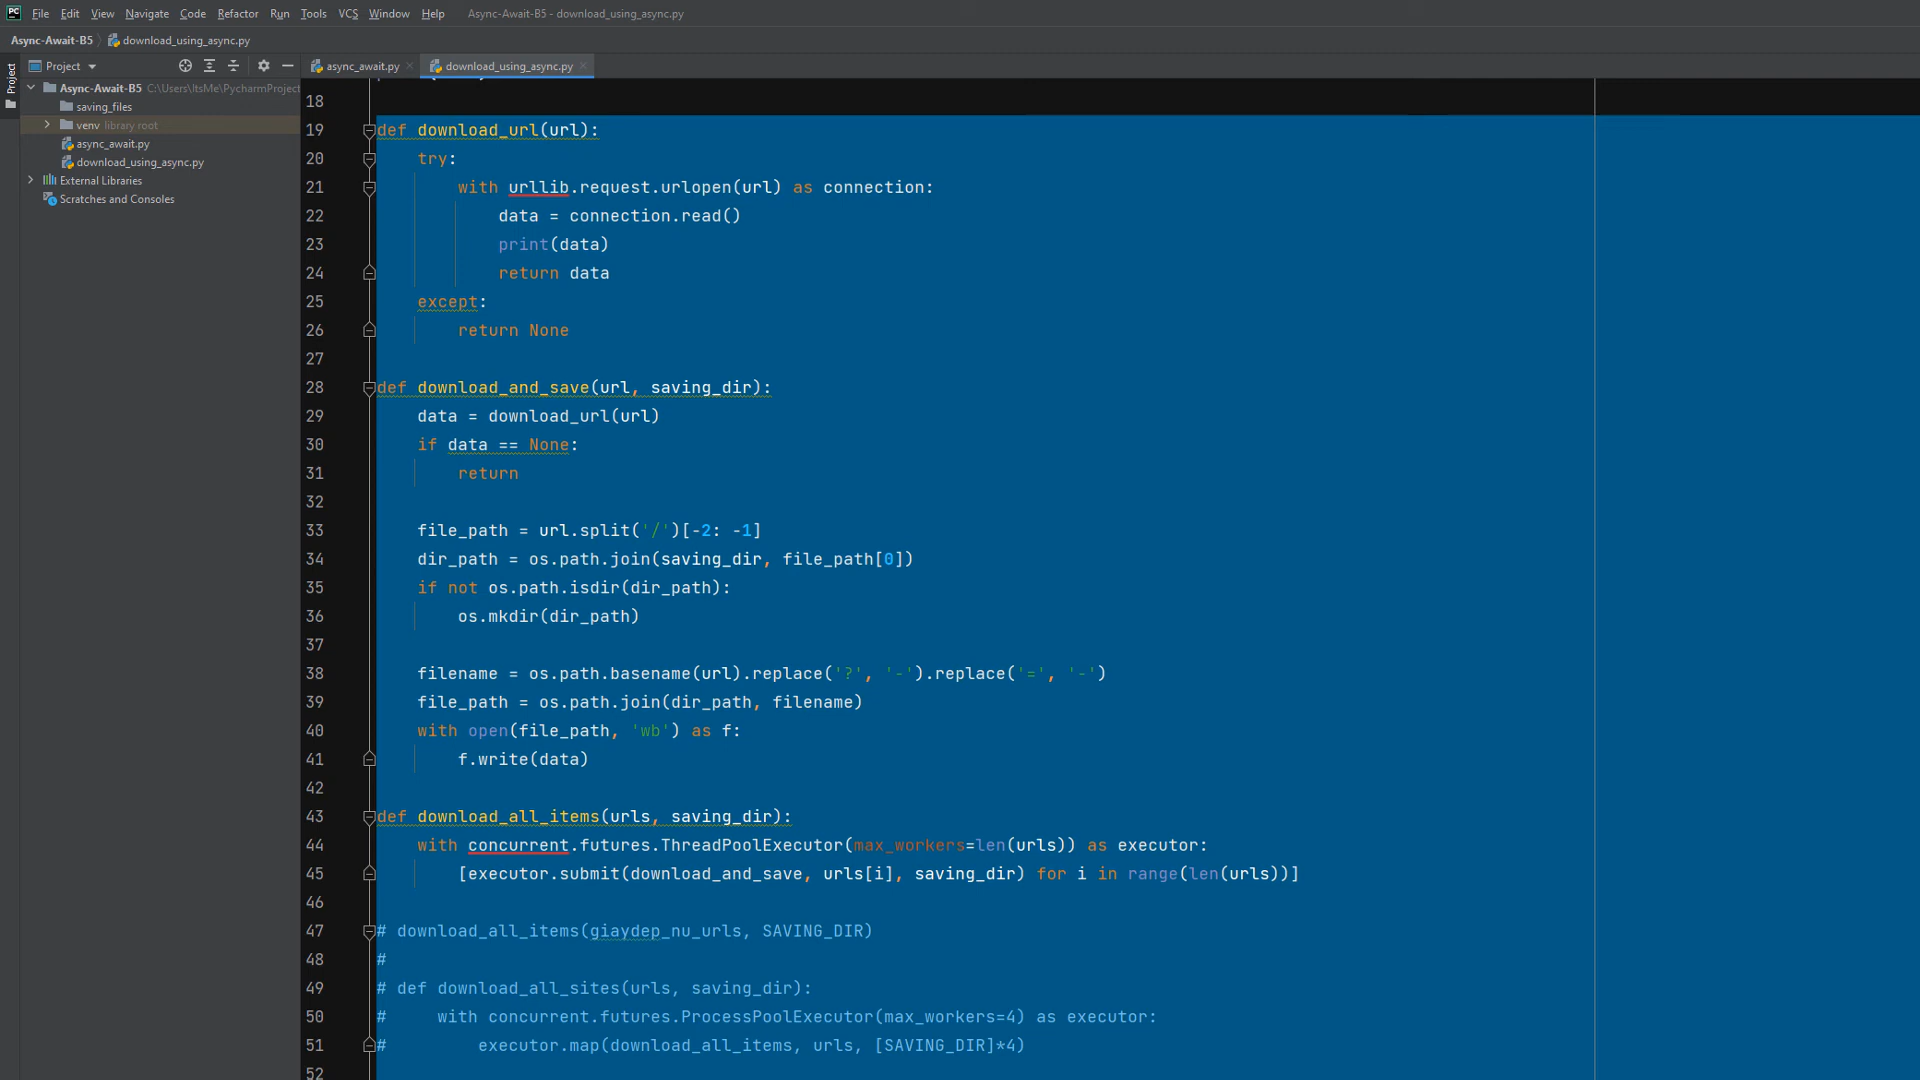 PC File Edit View Navigate Code Refactor Run Tools VCS Window Help Async-Await-B5 - download_using_async.py
Async-Await-B5 download_using_async.py
Project
Project
async_await.py
download_using_async.py
Async-Await-B5 C:\Users\ItsMe\PycharmProject
saving_files
venv library root
async_await.py
download_using_async.py
External Libraries
Scratches and Consoles
18
19 def download_url(url):
20 try:
21 with urllib.request.urlopen(url) as connection:
22 data = connection.read()
23 print(data)
24 return data
25 except:
26 return None
27
28 def download_and_save(url, saving_dir):
29 data = download_url(url)
30 if data == None:
31 return
32
33 file_path = url.split('/')[-2: -1]
34 dir_path = os.path.join(saving_dir, file_path[0])
35 if not os.path.isdir(dir_path):
36 os.mkdir(dir_path)
37
38 filename = os.path.basename(url).replace('?', '-').replace('=', '-')
39 file_path = os.path.join(dir_path, filename)
40 with open(file_path, 'wb') as f:
41 f.write(data)
42
43 def download_all_items(urls, saving_dir):
44 with concurrent.futures.ThreadPoolExecutor(max_workers=len(urls)) as executor:
45 [executor.submit(download_and_save, urls[i], saving_dir) for i in range(len(urls))]
46
47 # download_all_items(giaydep_nu_urls, SAVING_DIR)
48 #
49 # def download_all_sites(urls, saving_dir):
50 # with concurrent.futures.ProcessPoolExecutor(max_workers=4) as executor:
51 # executor.map(download_all_items, urls, [SAVING_DIR]*4)
52